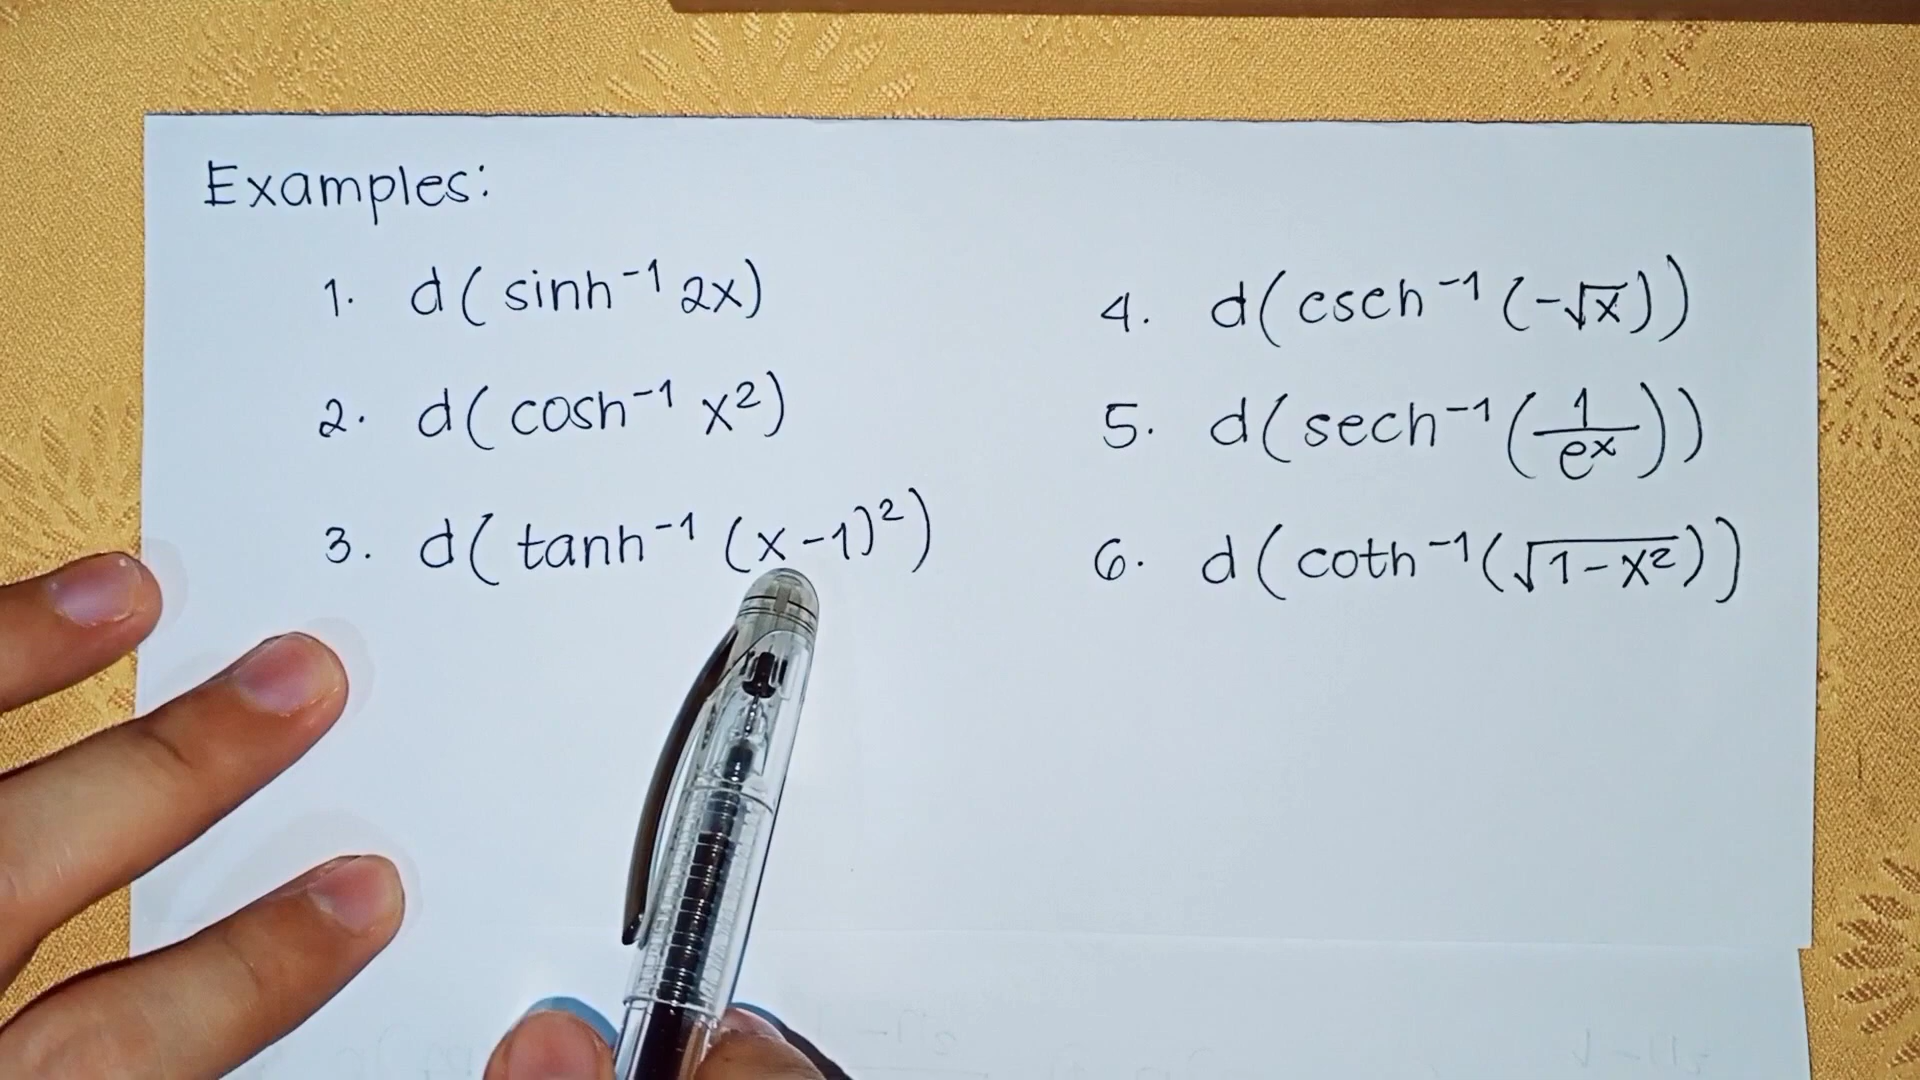 Examples:
1. d(sinh⁻¹ 2x)
2. d(cosh⁻¹ x²)
3. d(tanh⁻¹ (x-1)²)
4. d(csch⁻¹ (-√x))
5. d(sech⁻¹ (1/eˣ))
6. d(coth⁻¹(√1-x²))